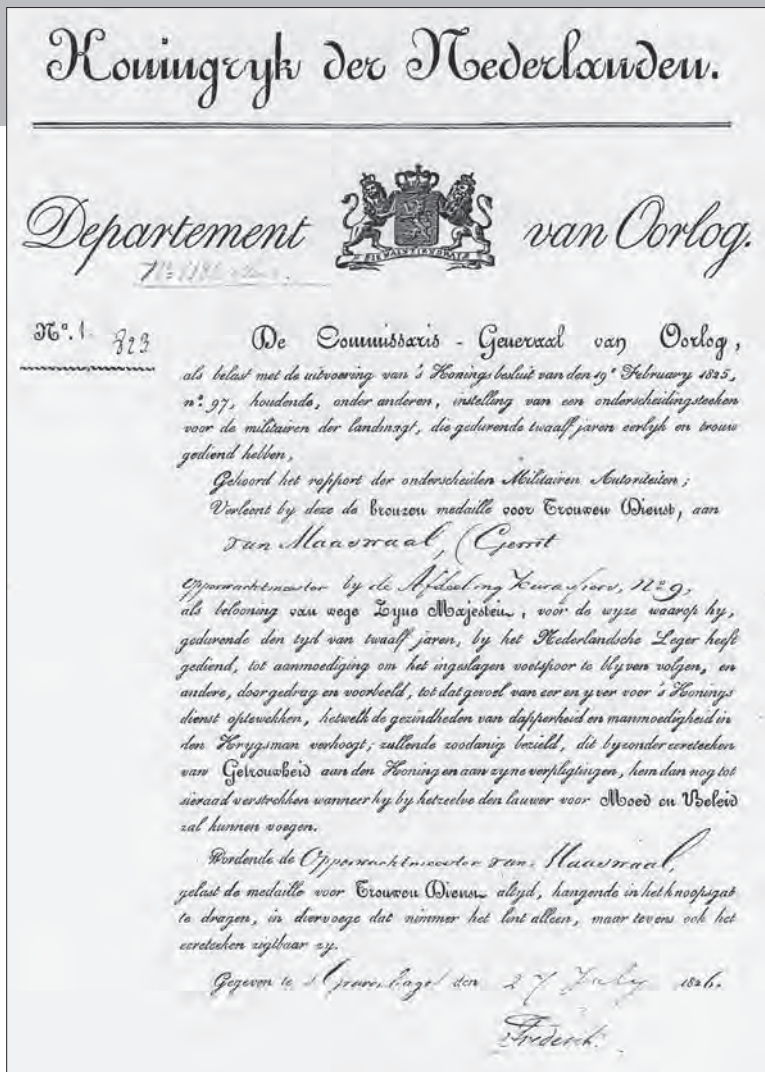 Koningryk der Nederlanden.
Departement van Oorlog.
JE MAINTIENDRAI
N.º 1. 823
De Commissaris-Generaal van Oorlog,
als belast met de uitvoering van 's Konings besluit van den 19.e February 1825,
n.º 97, houdende, onder anderen, instelling van een onderscheidingsteeken
voor de militairen der landmagt, die gedurende twaalf jaren eerlyk en trouw
gediend hebben,
Gehoord het rapport der onderscheiden Militairen Autoriteiten;
Verleent by deze de bronzen medaille voor Trouwen Dienst, aan
van Maaswaal, (Gerrit
Opperwachtmeester by de Afdeeling Kurassiers, N.º 9,
als belooning van wege Zyne Majesteit, voor de wyze waarop hy,
gedurende den tyd van twaalf jaren, by het Nederlandsche Leger heeft
gediend, tot aanmoediging om het ingeslagen voetspoor te blyven volgen, en
andere, door gedrag en voorbeeld, tot dat gevoel van eer en yver voor 's Konings
dienst optewekken, hetwelk de gezindheden van dapperheid en manmoedigheid in
den Krygsman verhoogt; zullende zoodanig bezield, dit byzonder eereteeken
van Getrouwheid aan den Koning en aan zyne verpligtingen, hem dan nog tot
sieraad verstrekken wanneer hy by hetzelve den lauwer voor Moed en Beleid
zal kunnen voegen.
Wordende de Opperwachtmeester van Maaswaal,
gelast de medaille voor Trouwen Dienst altyd, hangende in het knoopsgat
te dragen, in diervoege dat nimmer het lint alleen, maar tevens ook het
eereteeken zigtbaar zy.
Gegeven te 's Gravenhage den 27 July 1826.
Frederik.